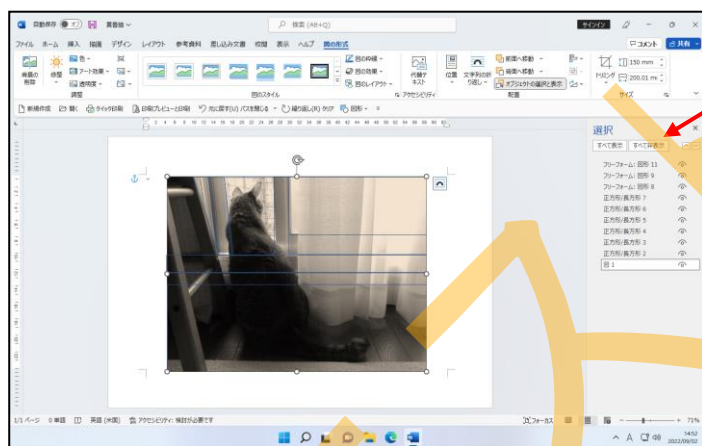 自動保存 オフ
検索 (Alt+Q)
サインイン
ファイル ホーム 挿入 描画 デザイン レイアウト 参考資料 差し込み文書 校閲 表示 ヘルプ 図の形式
コメント 共有
背景の削除
修整
色
アート効果
透明度
調整
図のスタイル
図の枠線
図の効果
図のレイアウト
代替テキスト
アクセシビリティ
位置
文字列の折り返し
前面へ移動
背面へ移動
オブジェクトの選択と表示
配置
トリミング
150 mm
200.01 mm
サイズ
新規作成 開く クイック印刷 印刷プレビューと印刷 元に戻す(U) パスを閉じる 繰り返し(R) クリア 図形
選択
すべて表示 すべて非表示
フリーフォーム: 図形 11
フリーフォーム: 図形 9
フリーフォーム: 図形 8
正方形/長方形 7
正方形/長方形 6
正方形/長方形 5
正方形/長方形 4
正方形/長方形 3
正方形/長方形 2
図 1
1/1 ページ 0 単語 英語 (米国) アクセシビリティ: 検討が必要です
フォーカス
71%
A
14:52
2022/09/02